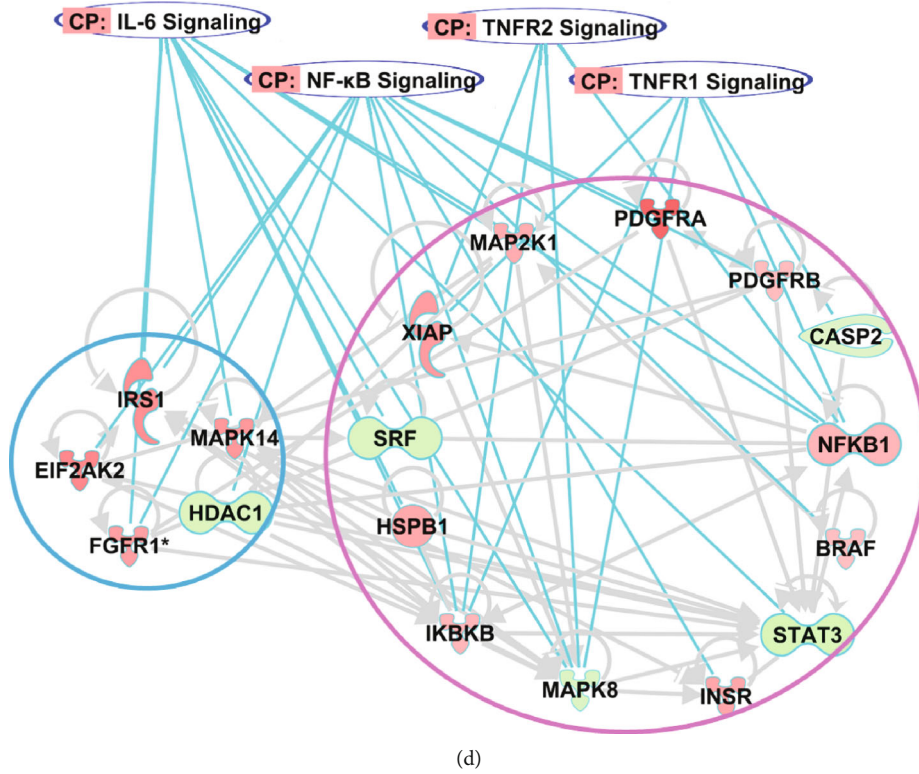 CP: IL-6 Signaling
CP: TNFR2 Signaling
CP: NF-κB Signaling
CP: TNFR1 Signaling
PDGFRA
MAP2K1
PDGFRB
XIAP
CASP2
IRS1
MAPK14
SRF
NFKB1
EIF2AK2
HDAC1
HSPB1
FGFR1*
BRAF
IKBKB
STAT3
MAPK8
INSR
(d)